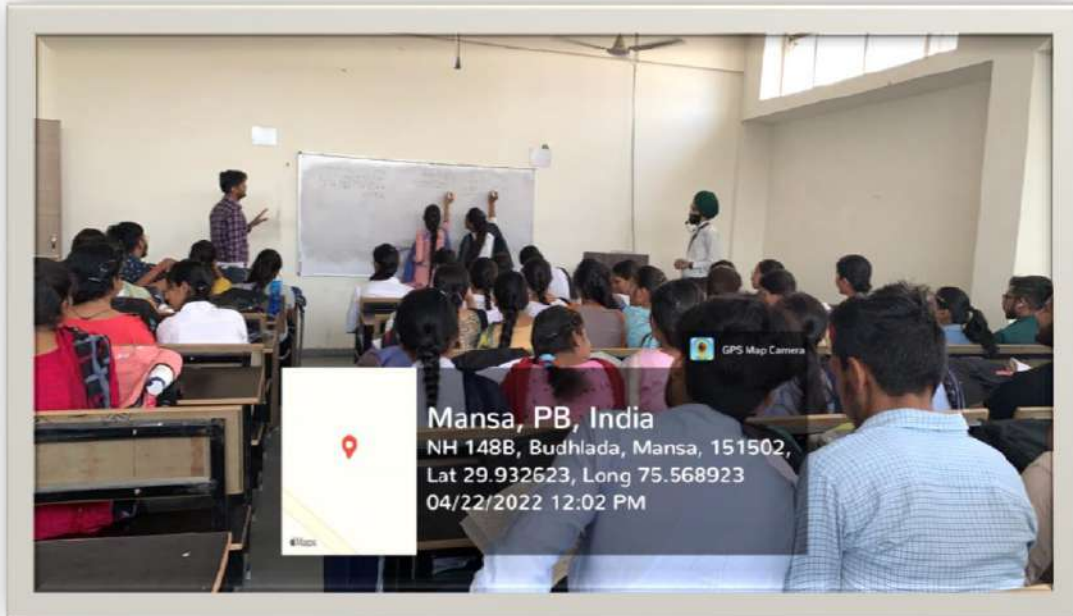 GPS Map Camera
Mansa, PB, India
NH 148B, Budhlada, Mansa, 151502,
Lat 29.932623, Long 75.568923
04/22/2022 12:02 PM
Maps